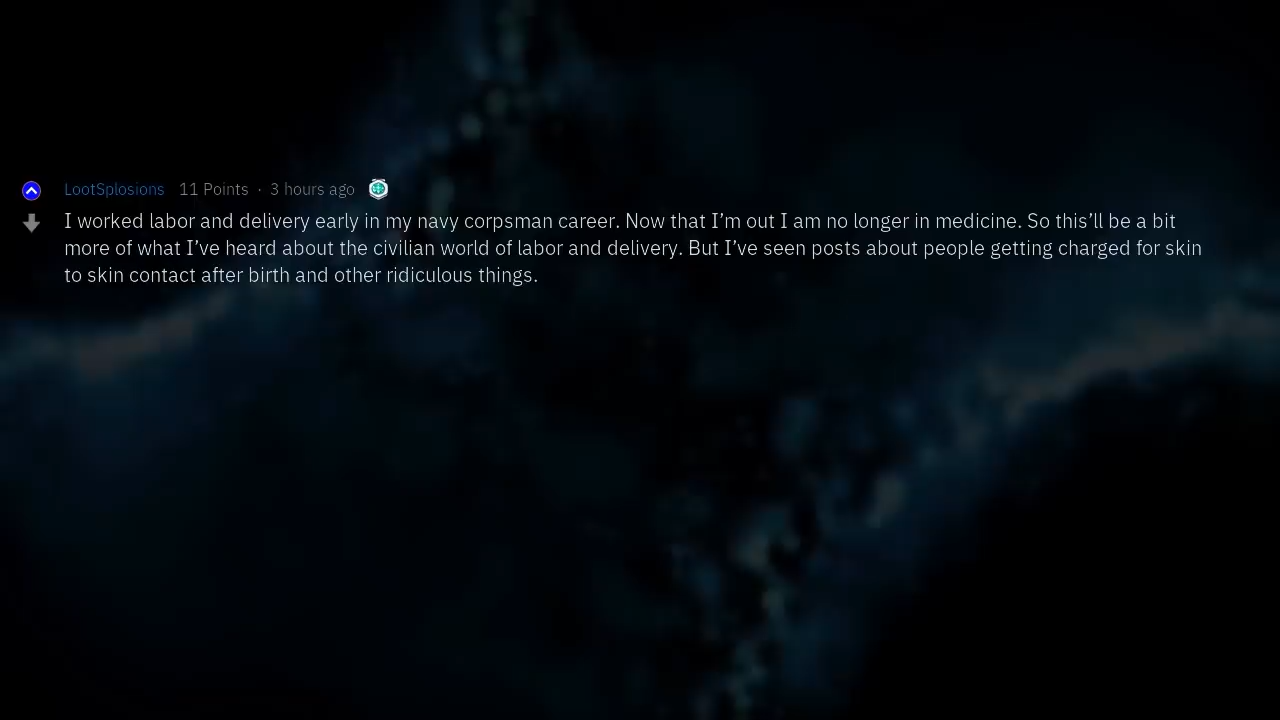 LootSplosions 11 Points · 3 hours ago
I worked labor and delivery early in my navy corpsman career. Now that I’m out I am no longer in medicine. So this’ll be a bit
more of what I’ve heard about the civilian world of labor and delivery. But I’ve seen posts about people getting charged for skin
to skin contact after birth and other ridiculous things.